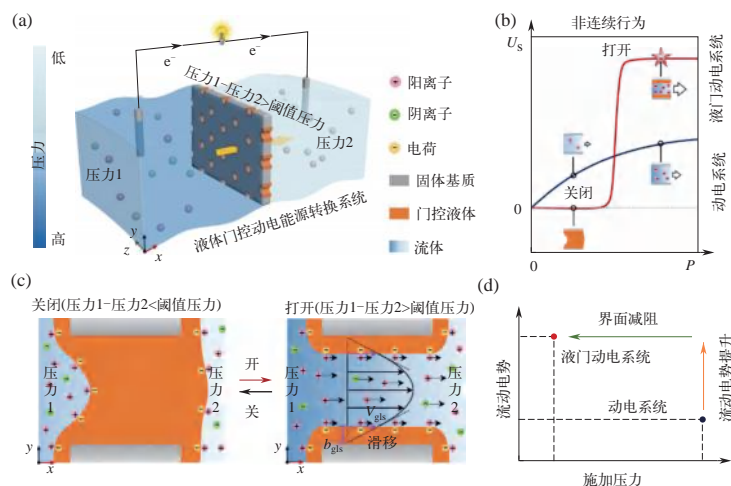 (a)
低
压力
高
e⁻
e⁻
压力1−压力2>阈值压力
压力1
压力2
液体门控动电能源转换系统
y
z
x
阳离子
阴离子
电荷
固体基质
门控液体
流体
(b)
非连续行为
Us
打开
关闭
0
0
P
液门动电系统
动电系统
(c)
关闭(压力1−压力2<阈值压力)
压力1
压力2
y
x
开
关
打开(压力1−压力2>阈值压力)
压力1
压力2
Vgls
bgls
滑移
y
x
(d)
界面减阻
液门动电系统
动电系统
流动电势提升
流动电势
施加压力